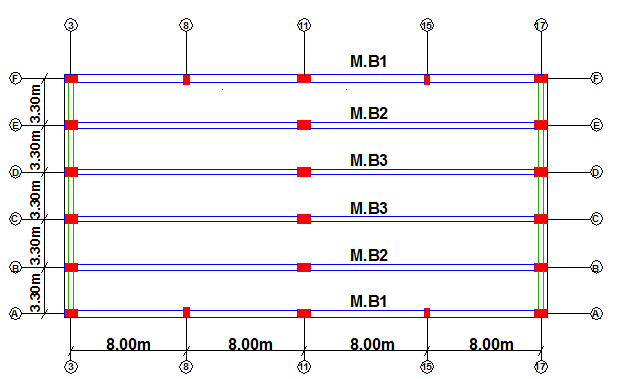 3 8 11 15 17
M.B1
F F
3.30m
M.B2
E E
3.30m
M.B3
D D
3.30m
M.B3
C C
3.30m
M.B2
B B
3.30m
M.B1
A A
8.00m 8.00m 8.00m 8.00m
3 8 11 15 17